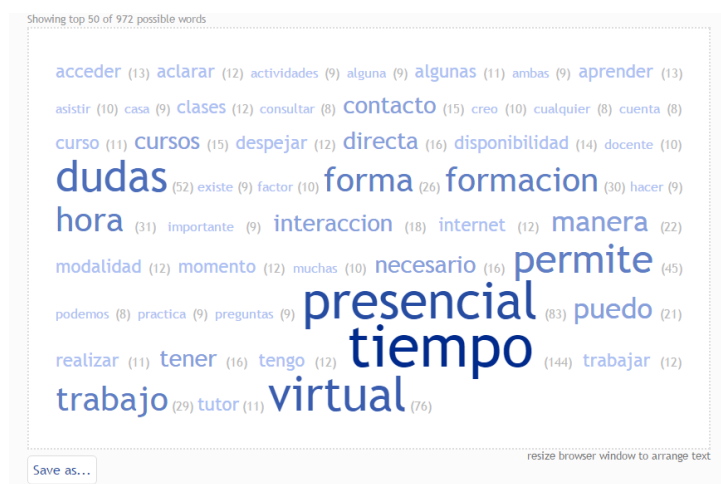 Showing top 50 of 972 possible words
acceder (13) aclarar (12) actividades (9) alguna (9) algunas (11) ambas (9) aprender (13)
asistir (10) casa (9) clases (12) consultar (8) contacto (15) creo (10) cualquier (8) cuenta (8)
curso (11) cursos (15) despejar (12) directa (16) disponibilidad (14) docente (10)
dudas (52) existe (9) factor (10) forma (26) formacion (30) hacer (9)
hora (31) importante (9) interaccion (18) internet (12) manera (22)
modalidad (12) momento (12) muchas (10) necesario (16) permite (45)
podemos (8) practica (9) preguntas (9) presencial (83) puedo (21)
realizar (11) tener (16) tengo (12) tiempo (144) trabajar (12)
trabajo (29) tutor (11) virtual (76)
resize browser window to arrange text
Save as...